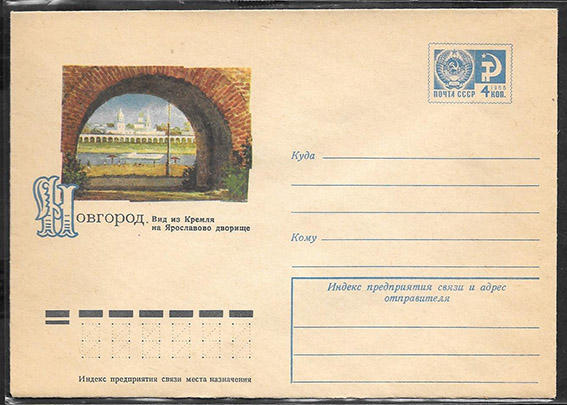 1966
ПОЧТА СССР 4 КОП.
Новгород. Вид из Кремля
на Ярославово дворище
Куда
Кому
Индекс предприятия связи и адрес
отправителя
Индекс предприятия связи места назначения